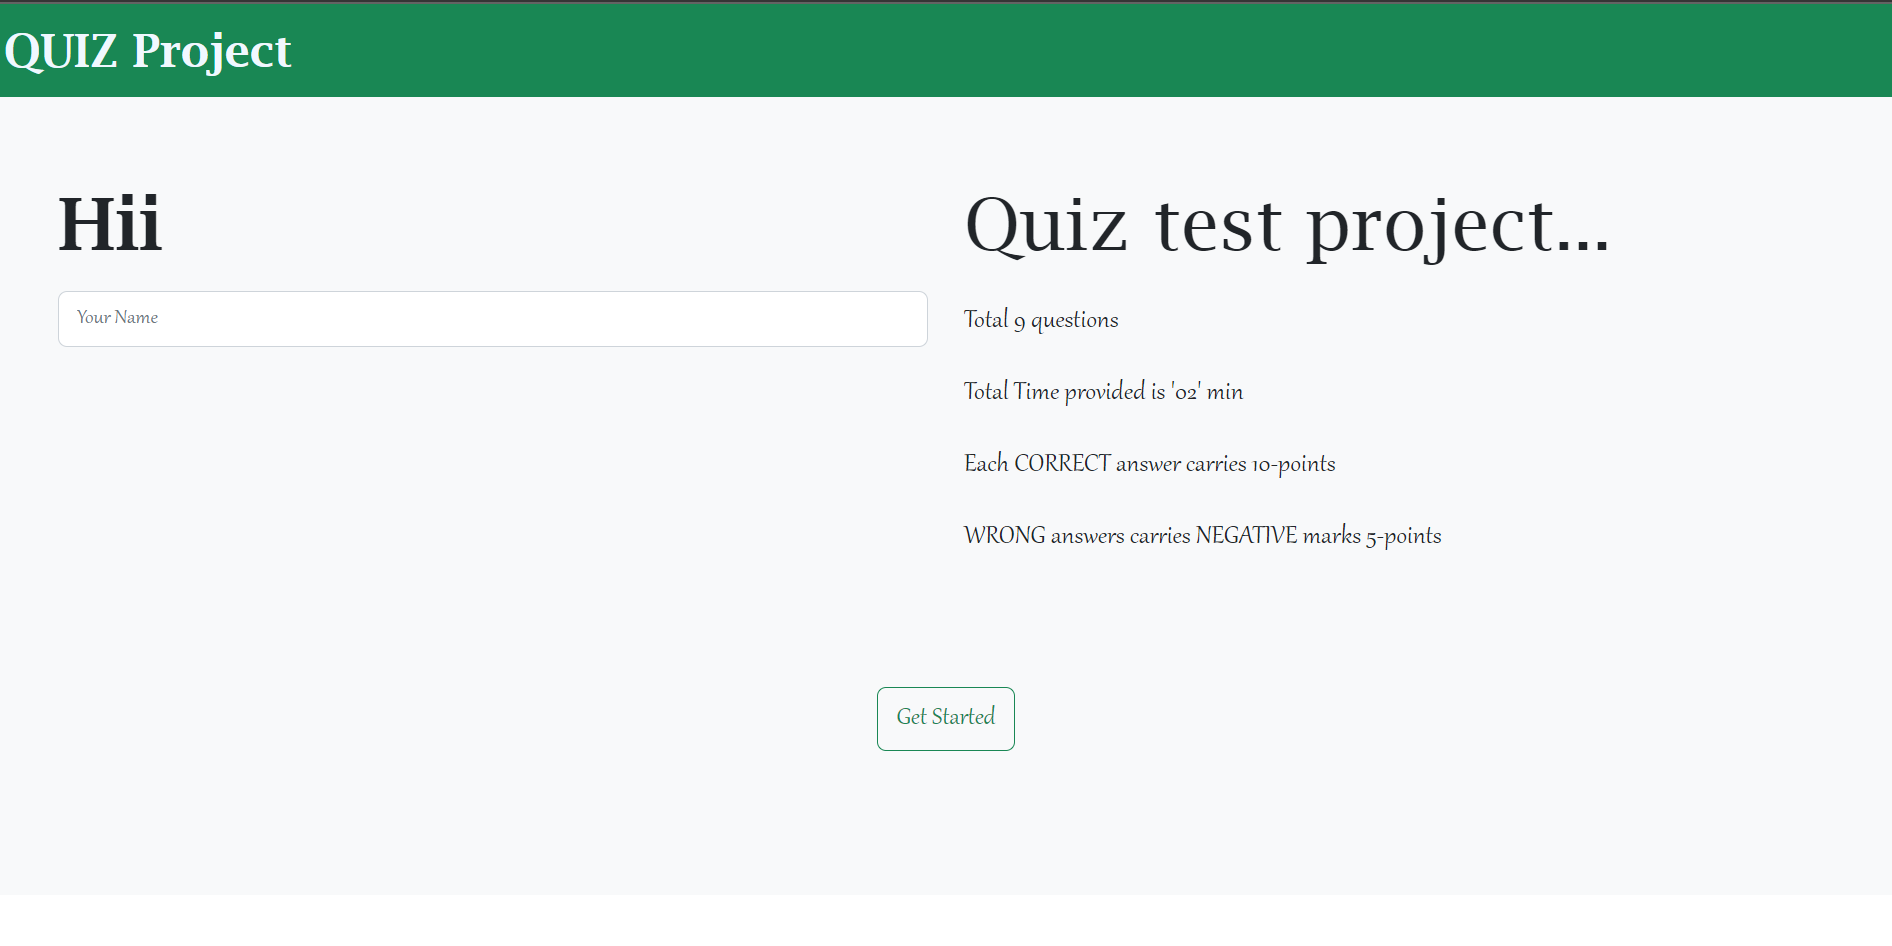 QUIZ Project
Hii
Your Name
Quiz test project...
Total 9 questions
Total Time provided is '02' min
Each CORRECT answer carries 10-points
WRONG answers carries NEGATIVE marks 5-points
Get Started